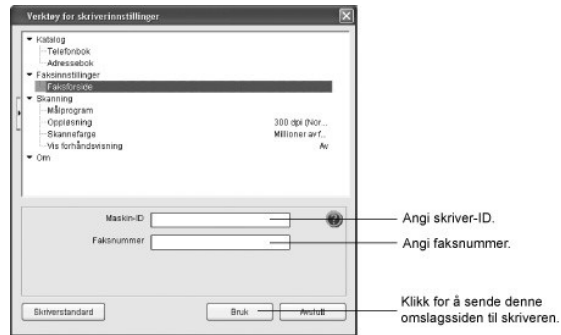 Verktøy for skriverinnstillinger
Katalog
Telefonbok
Adressebok
Faksinnstillinger
Faksforside
Skanning
Målprogram
Oppløsning 300 dpi (Nor...
Skannefarge Millioner av f...
Vis forhåndsvisning Av
Om
Maskin-ID
Angi skriver-ID.
Faksnummer
Angi faksnummer.
Skriverstandard Bruk Avslutt
Klikk for å sende denne
omslagssiden til skriveren.